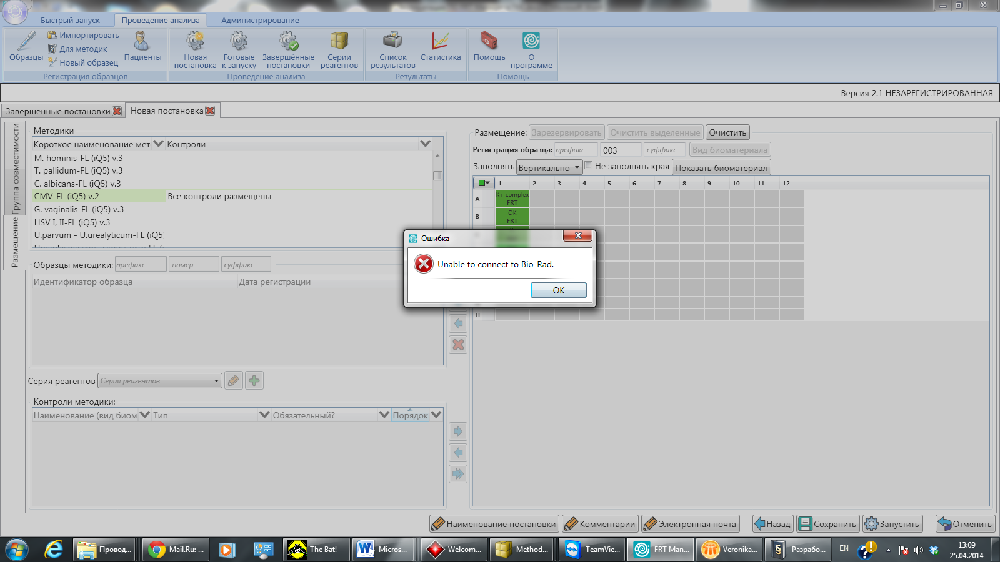 Быстрый запуск
Проведение анализа
Администрирование
Образцы
Импортировать
Для методик
Новый образец
Пациенты
Регистрация образцов
Новая
постановка
Готовые
к запуску
Завершённые
постановки
Серии
реагентов
Проведение анализа
Список
результатов
Статистика
Результаты
Помощь
О
программе
Помощь
Версия 2.1 НЕЗАРЕГИСТРИРОВАННАЯ
Завершённые постановки
Новая постановка
Группа совместимости
Размещение
Методики
Короткое наименование мет
Контроли
M. hominis-FL (iQ5) v.3
T. pallidum-FL (iQ5) v.3
C. albicans-FL (iQ5) v.3
CMV-FL (iQ5) v.2
Все контроли размещены
G. vaginalis-FL (iQ5) v.3
HSV I, II-FL (iQ5) v.3
U.parvum - U.urealyticum-FL (iQ5)
Образцы методики:
префикс
номер
суффикс
Идентификатор образца
Дата регистрации
Серия реагентов
Серия реагентов
Контроли методики:
Наименование (вид биом
Тип
Обязательный?
Порядок
Размещение:
Зарезервировать
Очистить выделенные
Очистить
Регистрация образца:
префикс
003
суффикс
Вид биоматериала
Заполнять
Вертикально
Не заполнять края
Показать биоматериал
1 2 3 4 5 6 7 8 9 10 11 12
A
K+ complex
FRT
B
OK
FRT
H
Ошибка
Unable to connect to Bio-Rad.
OK
Наименование постановки
Комментарии
Электронная почта
Назад
Сохранить
Запустить
Отменить
Провод...
Mail.Ru: ...
The Bat!
Micros...
Welcom...
Method...
TeamVie...
FRT Man...
Veronika...
Разрабо...
EN
13:09
25.04.2014